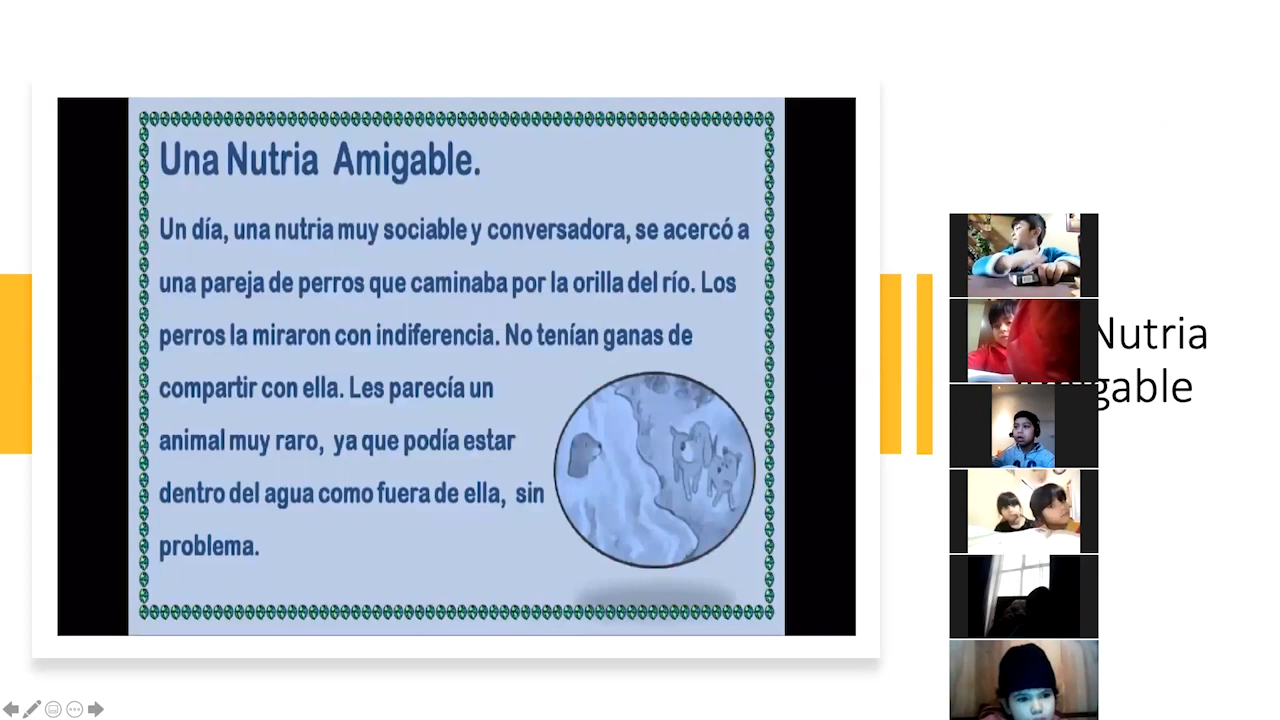 Una Nutria Amigable.
Un día, una nutria muy sociable y conversadora, se acercó a
una pareja de perros que caminaba por la orilla del río. Los
perros la miraron con indiferencia. No tenían ganas de
compartir con ella. Les parecía un
animal muy raro, ya que podía estar
dentro del agua como fuera de ella, sin
problema.
Nutria